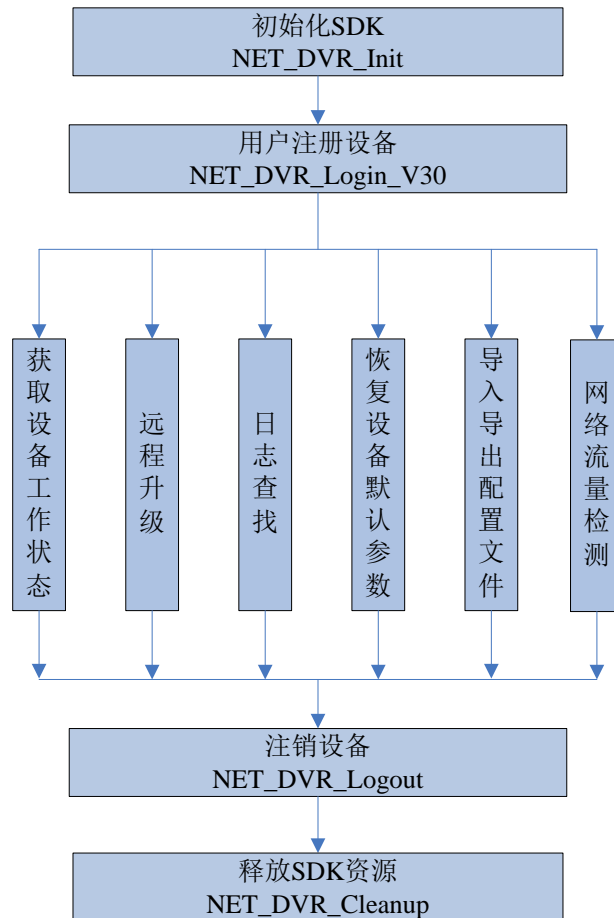 初始化SDK
NET_DVR_Init
用户注册设备
NET_DVR_Login_V30
获取设备工作状态
远程升级
日志查找
恢复设备默认参数
导入导出配置文件
网络流量检测
注销设备
NET_DVR_Logout
释放SDK资源
NET_DVR_Cleanup